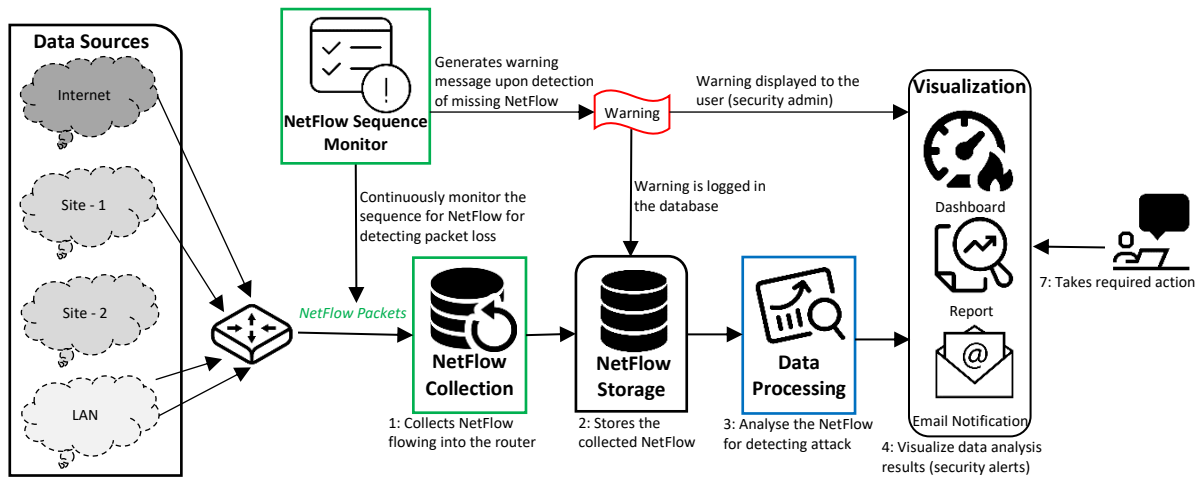 Data Sources
Internet
Site - 1
Site - 2
LAN
NetFlow Sequence
Monitor
Generates warning
message upon detection
of missing NetFlow
Warning
Warning displayed to the
user (security admin)
Continuously monitor the
sequence for NetFlow for
detecting packet loss
Warning is logged in
the database
NetFlow Packets
NetFlow
Collection
1: Collects NetFlow
flowing into the router
NetFlow
Storage
2: Stores the
collected NetFlow
Data
Processing
3: Analyse the NetFlow
for detecting attack
Visualization
Dashboard
Report
@
Email Notification
4: Visualize data analysis
results (security alerts)
7: Takes required action